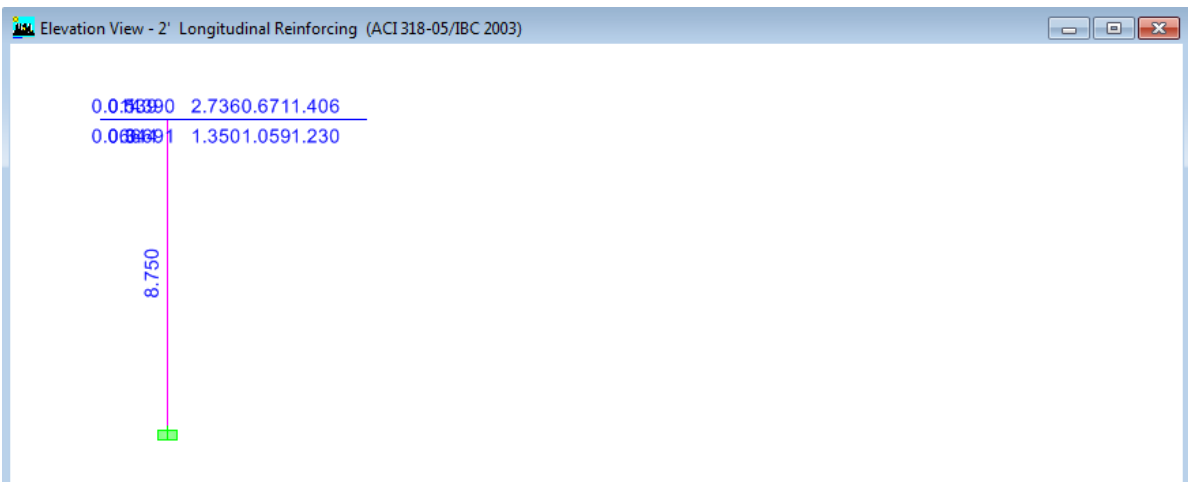 Elevation View - 2' Longitudinal Reinforcing (ACI 318-05/IBC 2003)
2.7360.6711.406
1.3501.0591.230
8.750